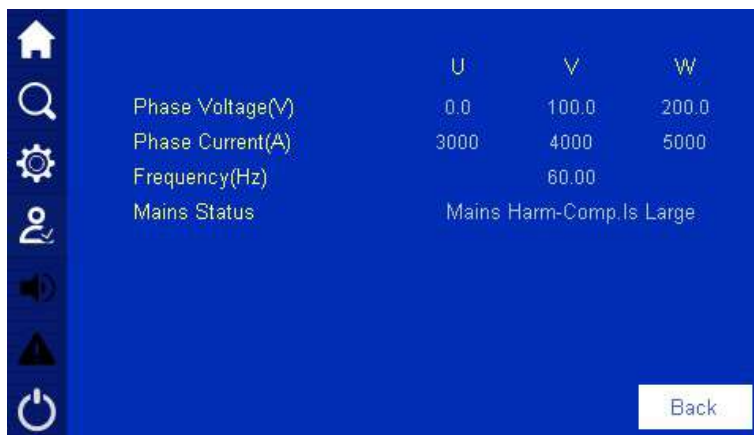 U V W
Phase Voltage(V) 0.0 100.0 200.0
Phase Current(A) 3000 4000 5000
Frequency(Hz) 60.00
Mains Status Mains Harm-Comp.Is Large
Back